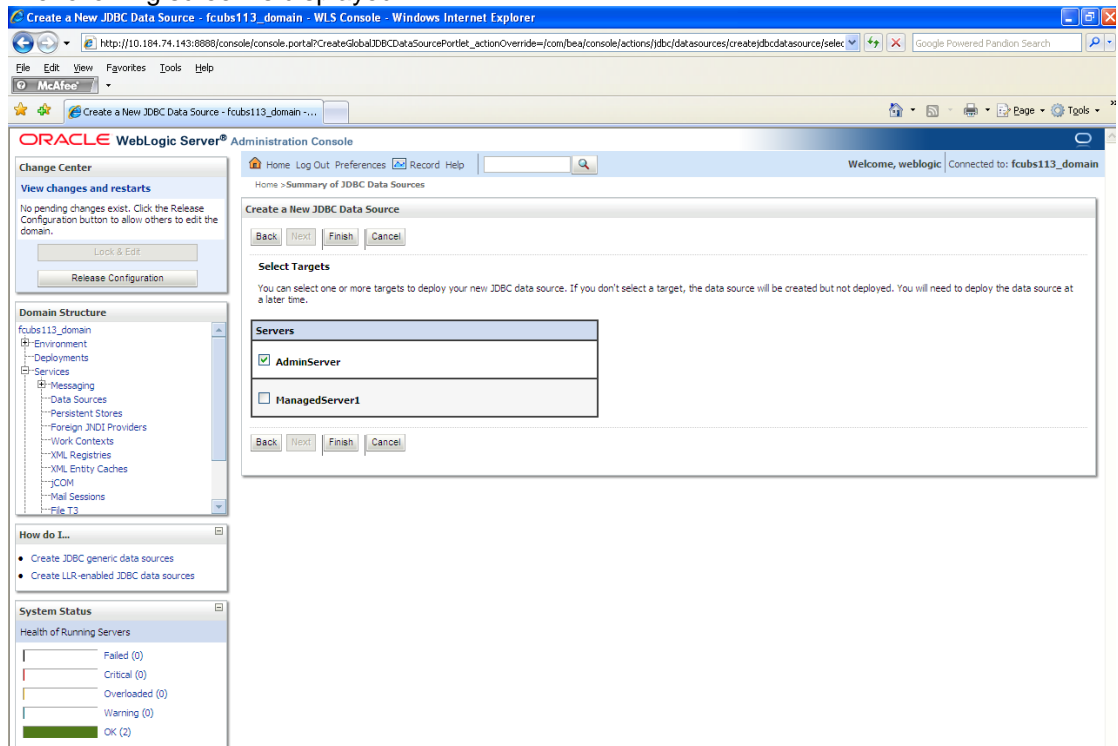 Create a New JDBC Data Source - fcubs113_domain - WLS Console - Windows Internet Explorer
http://10.184.74.143:8888/console/console.portal?CreateGlobalJDBCDataSourcePortlet_actionOverride=/com/bea/console/actions/jdbc/datasources/createjdbcdatasource/selec
Google Powered Pandion Search
File Edit View Favorites Tools Help
McAfee
Create a New JDBC Data Source - fcubs113_domain -...
Page Tools
ORACLE WebLogic Server® Administration Console
Change Center
View changes and restarts
No pending changes exist. Click the Release
Configuration button to allow others to edit the
domain.
Lock & Edit
Release Configuration
Domain Structure
fcubs113_domain
Environment
Deployments
Services
Messaging
Data Sources
Persistent Stores
Foreign JNDI Providers
Work Contexts
XML Registries
XML Entity Caches
jCOM
Mail Sessions
File T3
How do I...
Create JDBC generic data sources
Create LLR-enabled JDBC data sources
System Status
Health of Running Servers
Failed (0)
Critical (0)
Overloaded (0)
Warning (0)
OK (2)
Home Log Out Preferences Record Help
Welcome, weblogic Connected to: fcubs113_domain
Home >Summary of JDBC Data Sources
Create a New JDBC Data Source
Back Next Finish Cancel
Select Targets
You can select one or more targets to deploy your new JDBC data source. If you don't select a target, the data source will be created but not deployed. You will need to deploy the data source at
a later time.
Servers
AdminServer
ManagedServer1
Back Next Finish Cancel